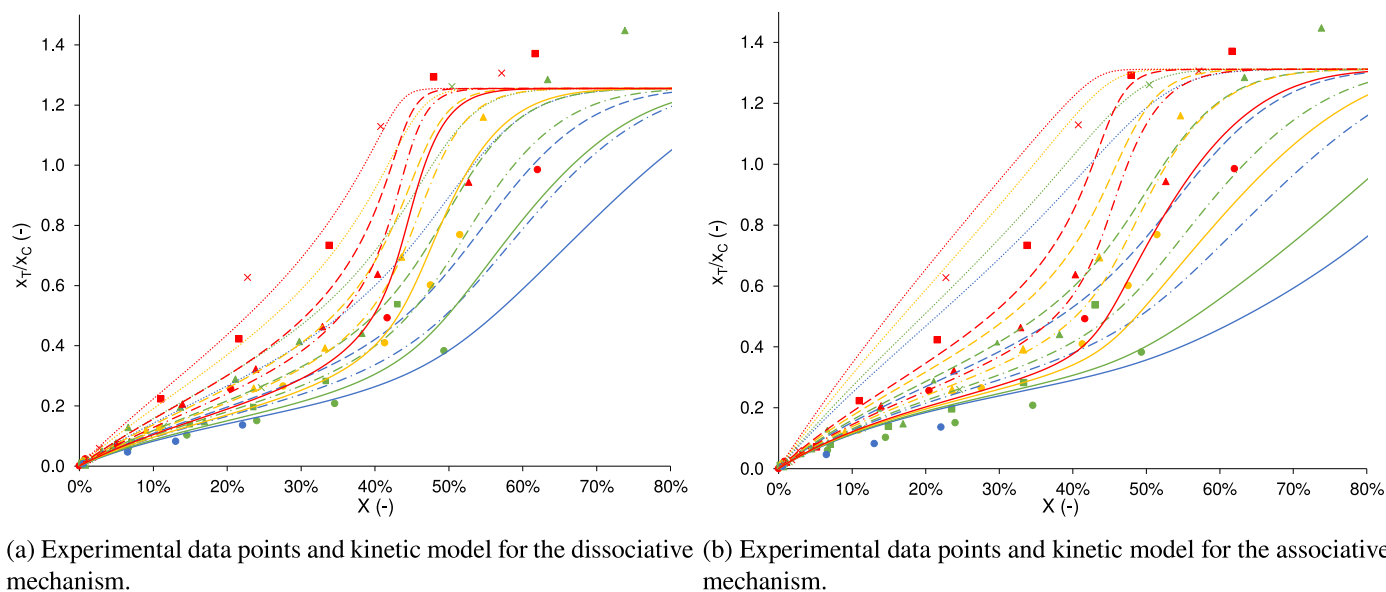 1.4
1.2
1.0
0.8
0.6
0.4
0.2
0.0
x_T/x_C (-)
0% 10% 20% 30% 40% 50% 60% 70% 80%
X (-)
(a) Experimental data points and kinetic model for the dissociative
mechanism.
1.4
1.2
1.0
0.8
0.6
0.4
0.2
0.0
x_T/x_C (-)
0% 10% 20% 30% 40% 50% 60% 70% 80%
X (-)
(b) Experimental data points and kinetic model for the associative
mechanism.